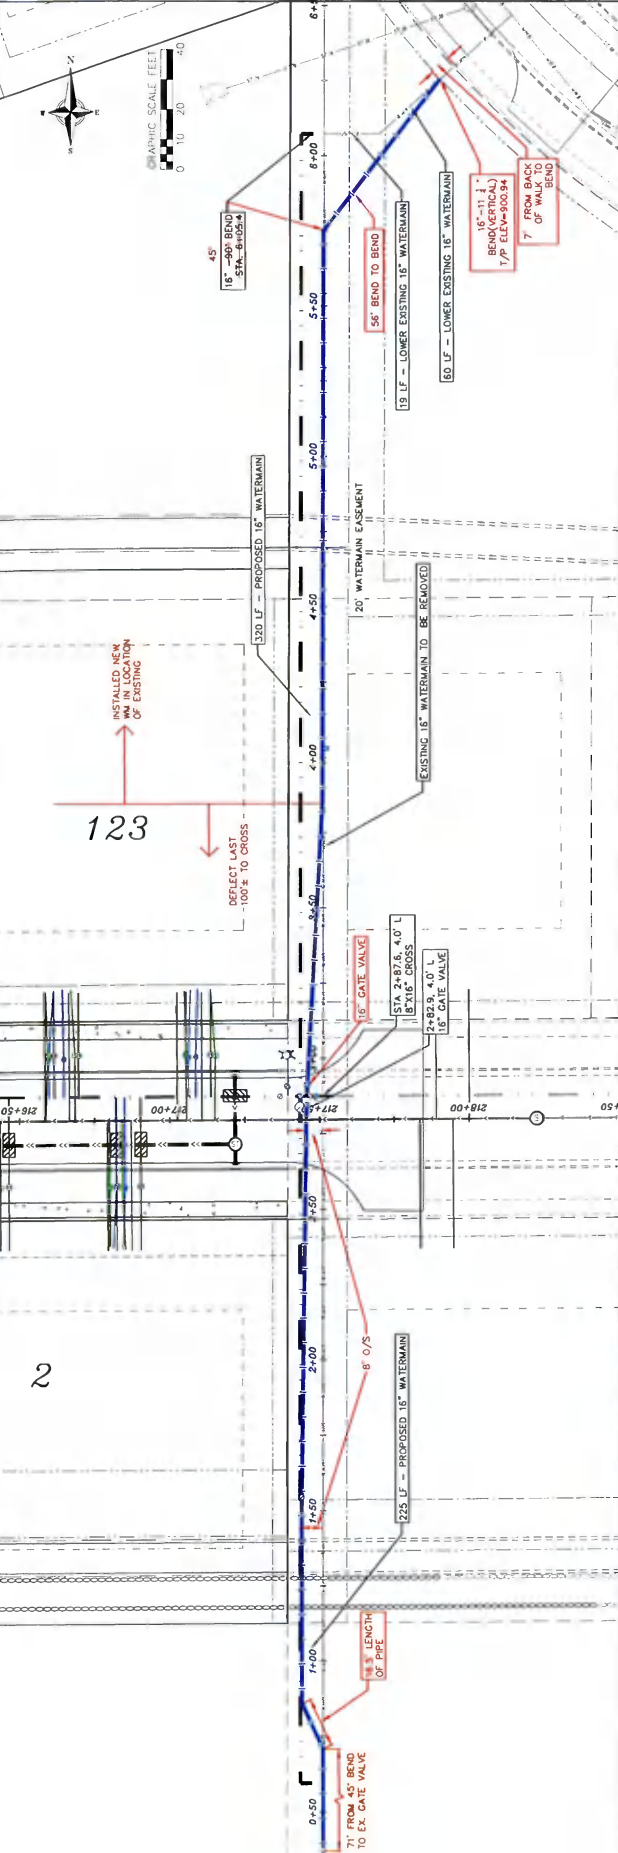 6+5
N
E
S
GRAPHIC SCALE FEET
0 10 20 40
6+00
45°
16" -90° BEND
STA. 6+05.4
56' BEND TO BEND
19 LF - LOWER EXISTING 16" WATERMAIN
60 LF - LOWER EXISTING 16" WATERMAIN
16"-11 1/4°
BEND(VERTICAL)
T/P ELEV=900.94
7' FROM BACK
OF WALK TO
BEND
5+50
5+00
320 LF - PROPOSED 16" WATERMAIN
20' WATERMAIN EASEMENT
4+50
EXISTING 16" WATERMAIN TO BE REMOVED
INSTALLED NEW
WM IN LOCATION
OF EXISTING
4+00
123
DEFLECT LAST
100'± TO CROSS
3+50
16" GATE VALVE
STA 2+87.6, 4.0' L
8"X16" CROSS
2+82.9, 4.0' L
16" GATE VALVE
216+50
217+00
217+50
218+00
+50
2+50
8' O/S
2+00
2
225 LF - PROPOSED 16" WATERMAIN
1+50
1+00
LENGTH
OF PIPE
0+50
71' FROM 45° BEND
TO EX. GATE VALVE